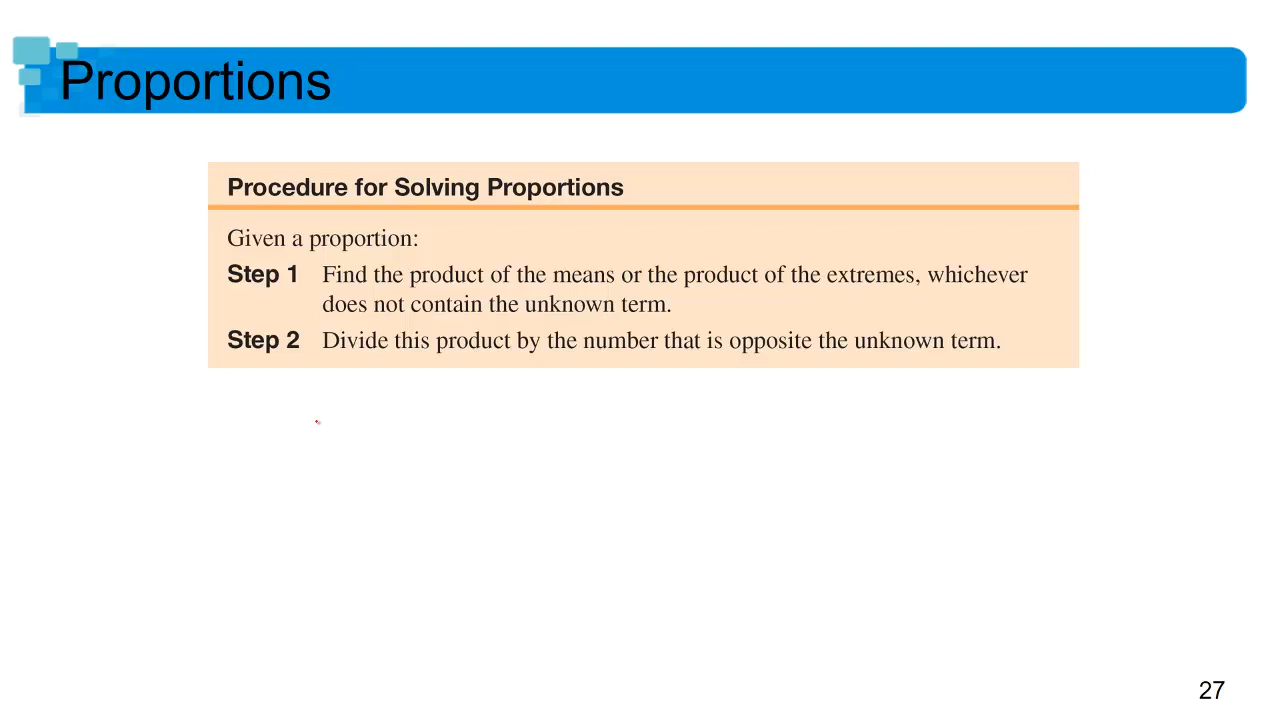 Proportions
Procedure for Solving Proportions
Given a proportion:
Step 1 Find the product of the means or the product of the extremes, whichever
does not contain the unknown term.
Step 2 Divide this product by the number that is opposite the unknown term.
27